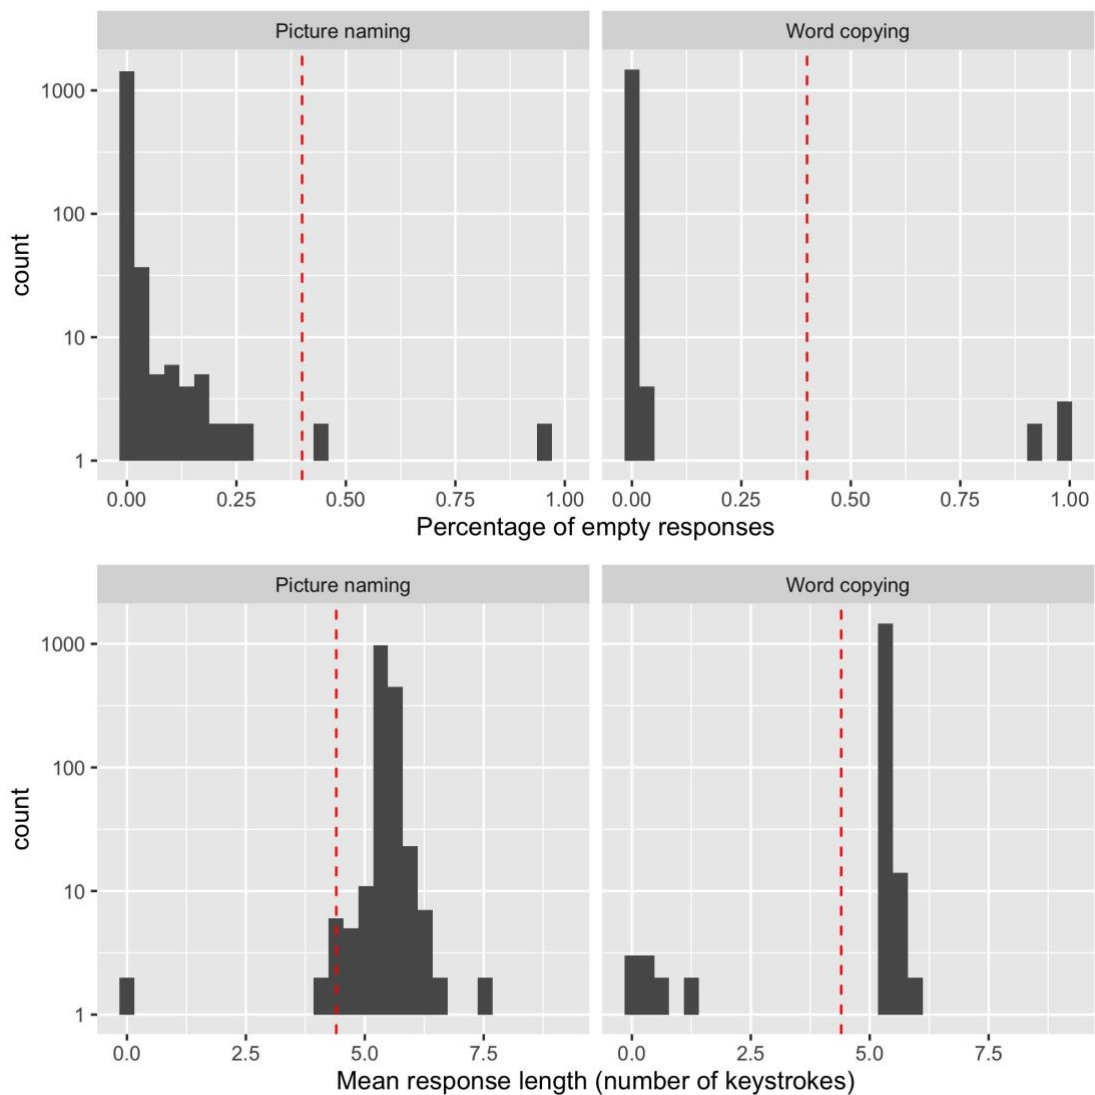 Picture naming
Word copying
1000
100
10
1
count
0.00 0.25 0.50 0.75 1.00
0.00 0.25 0.50 0.75 1.00
Percentage of empty responses
Picture naming
Word copying
1000
100
10
1
count
0.0 2.5 5.0 7.5
0.0 2.5 5.0 7.5
Mean response length (number of keystrokes)